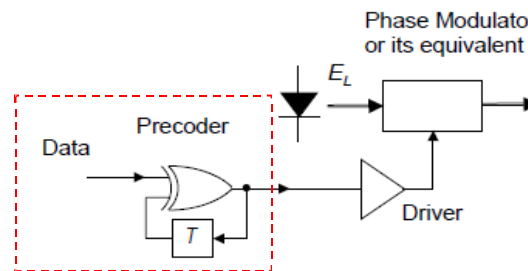 Phase Modulato
or its equivalent
E_L
Precoder
Data
T
Driver